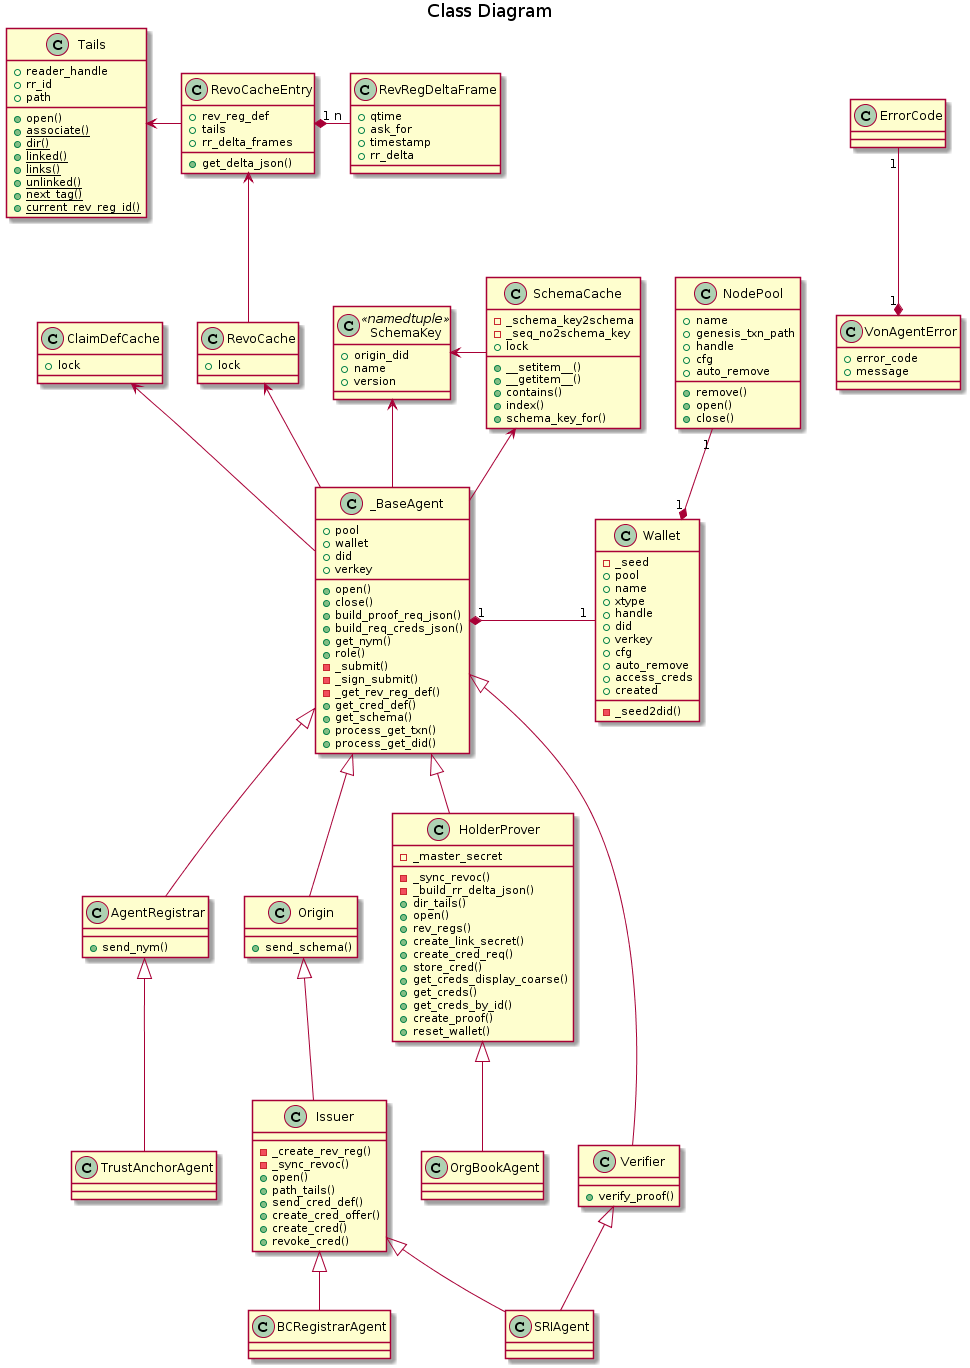 Class Diagram
C Tails
reader_handle
rr_id
path
open()
associate()
dir()
linked()
links()
unlinked()
next_tag()
current_rev_reg_id()
C RevoCacheEntry
rev_reg_def
tails
rr_delta_frames
get_delta_json()
1 n
C RevRegDeltaFrame
qtime
ask_for
timestamp
rr_delta
C ErrorCode
1
1
C VonAgentError
error_code
message
C ClaimDefCache
lock
C RevoCache
lock
C «namedtuple»
SchemaKey
origin_did
name
version
C SchemaCache
_schema_key2schema
_seq_no2schema_key
lock
__setitem__()
__getitem__()
contains()
index()
schema_key_for()
C NodePool
name
genesis_txn_path
handle
cfg
auto_remove
remove()
open()
close()
1
1
C _BaseAgent
pool
wallet
did
verkey
open()
close()
build_proof_req_json()
build_req_creds_json()
get_nym()
role()
_submit()
_sign_submit()
_get_rev_reg_def()
get_cred_def()
get_schema()
process_get_txn()
process_get_did()
1 1
C Wallet
_seed
pool
name
xtype
handle
did
verkey
cfg
auto_remove
access_creds
created
_seed2did()
C AgentRegistrar
send_nym()
C Origin
send_schema()
C HolderProver
_master_secret
_sync_revoc()
_build_rr_delta_json()
dir_tails()
open()
rev_regs()
create_link_secret()
create_cred_req()
store_cred()
get_creds_display_coarse()
get_creds()
get_creds_by_id()
create_proof()
reset_wallet()
C TrustAnchorAgent
C Issuer
_create_rev_reg()
_sync_revoc()
open()
path_tails()
send_cred_def()
create_cred_offer()
create_cred()
revoke_cred()
C OrgBookAgent
C Verifier
verify_proof()
C BCRegistrarAgent
C SRIAgent